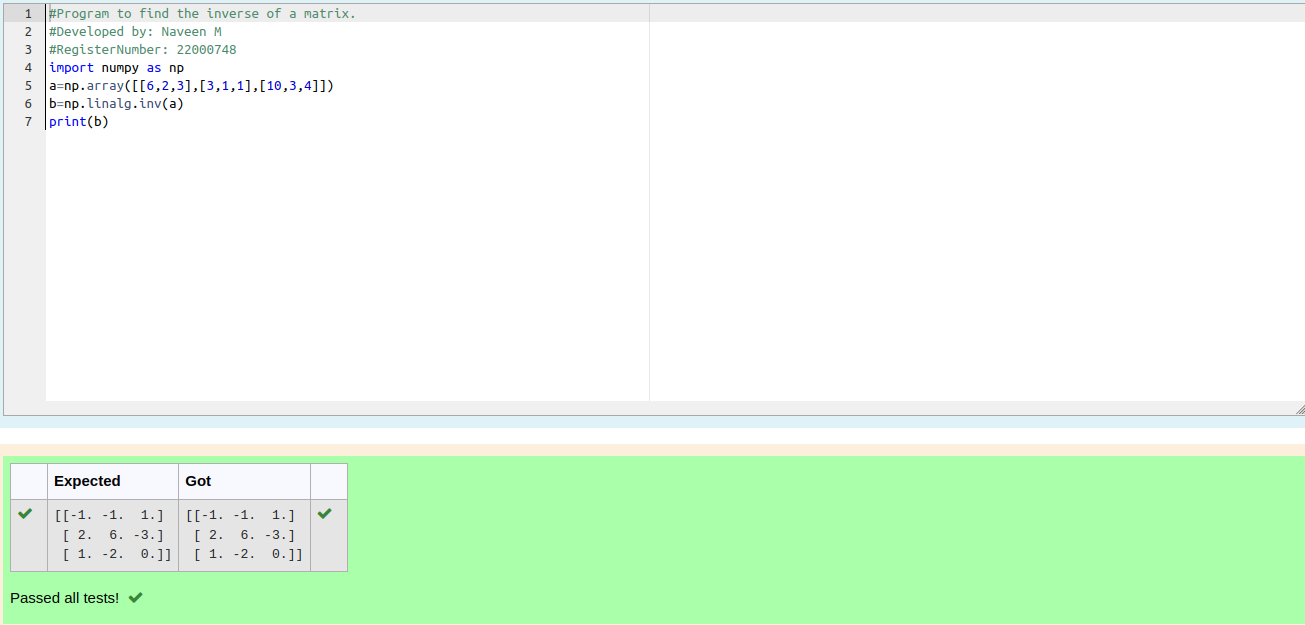 1 #Program to find the inverse of a matrix.
2 #Developed by: Naveen M
3 #RegisterNumber: 22000748
4 import numpy as np
5 a=np.array([[6,2,3],[3,1,1],[10,3,4]])
6 b=np.linalg.inv(a)
7 print(b)
Expected Got
[[-1. -1.  1.] [[-1. -1.  1.]
[ 2.  6. -3.] [ 2.  6. -3.]
[ 1. -2.  0.]] [ 1. -2.  0.]]
Passed all tests!